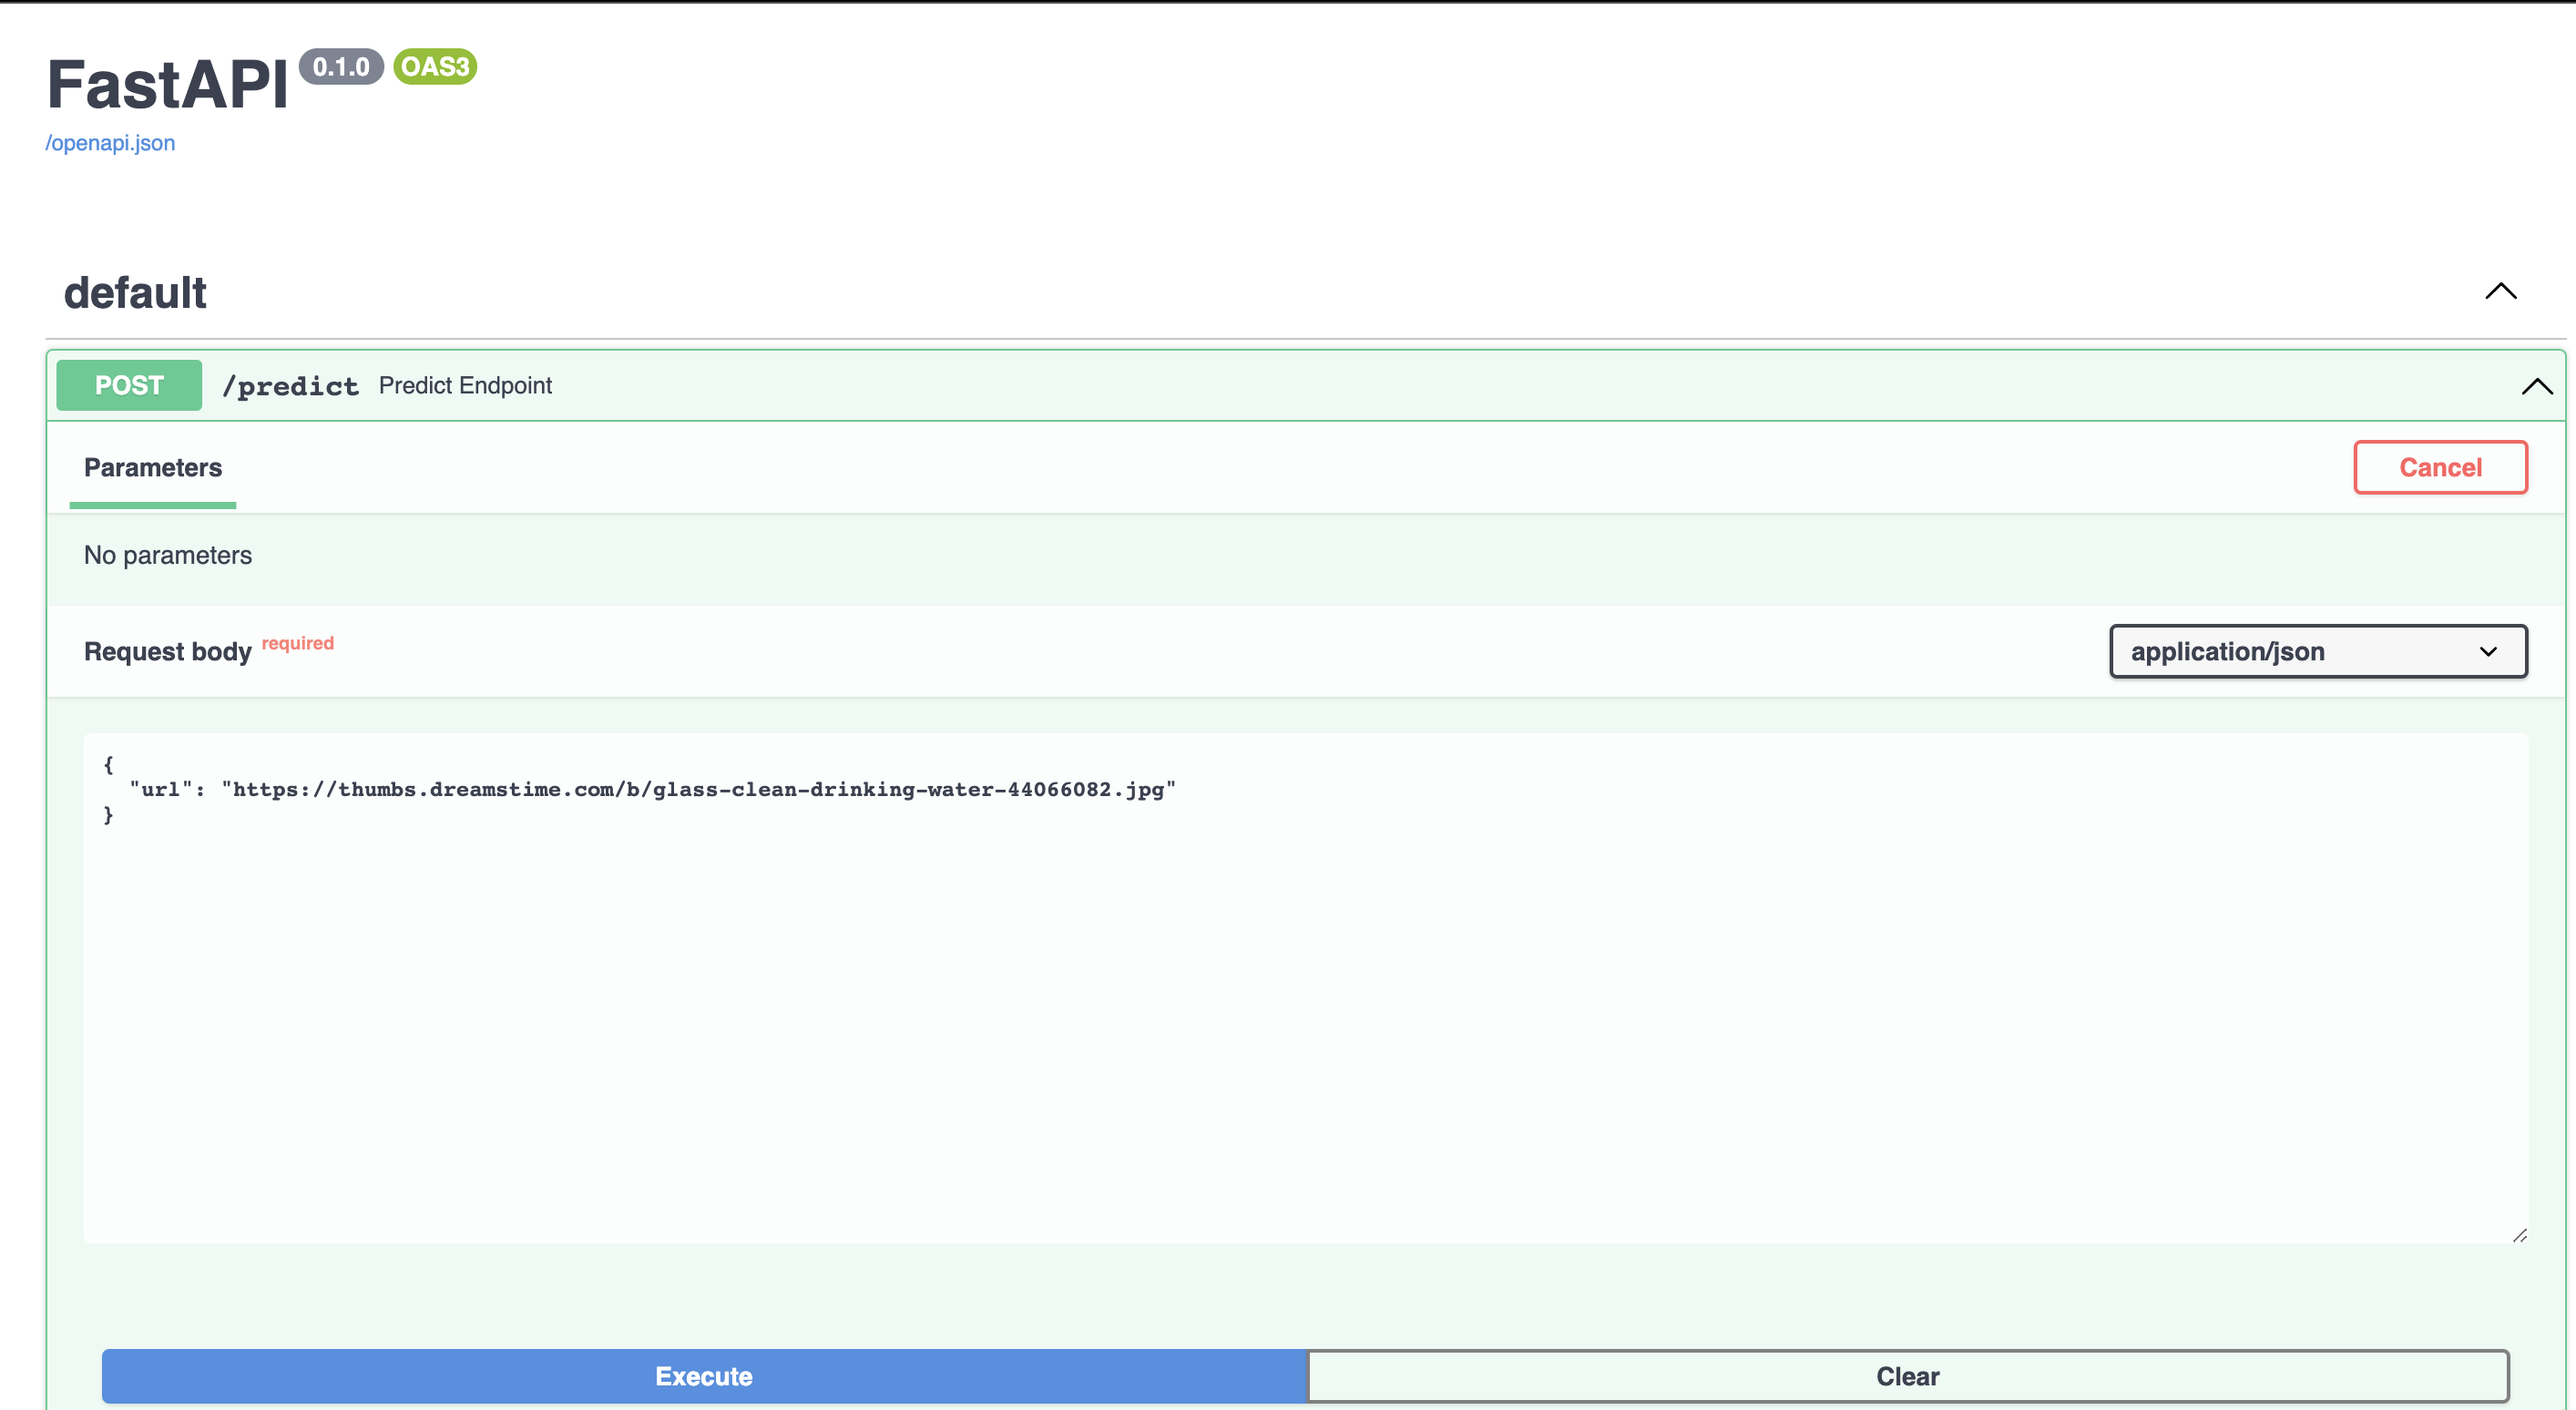 FastAPI 0.1.0 OAS3
/openapi.json
default
POST /predict Predict Endpoint
Parameters Cancel
No parameters
Request body required application/json
{
"url": "https://thumbs.dreamstime.com/b/glass-clean-drinking-water-44066082.jpg"
}
Execute Clear